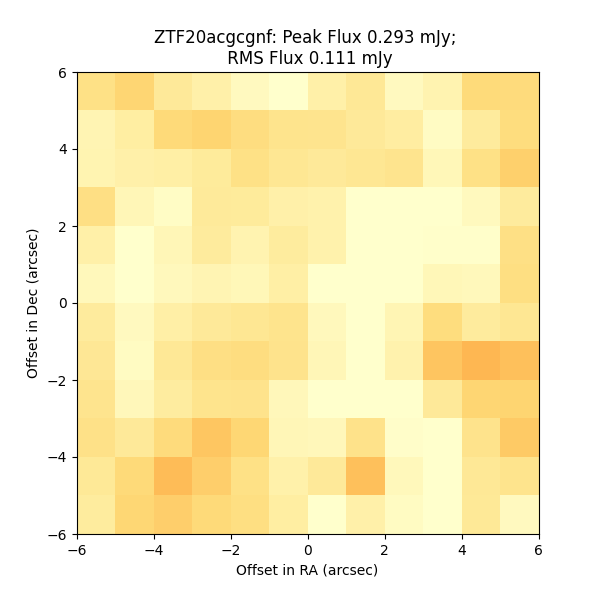 ZTF20acgcgnf: Peak Flux 0.293 mJy;
RMS Flux 0.111 mJy
6
4
2
0
−2
−4
−6
Offset in Dec (arcsec)
−6 −4 −2 0 2 4 6
Offset in RA (arcsec)